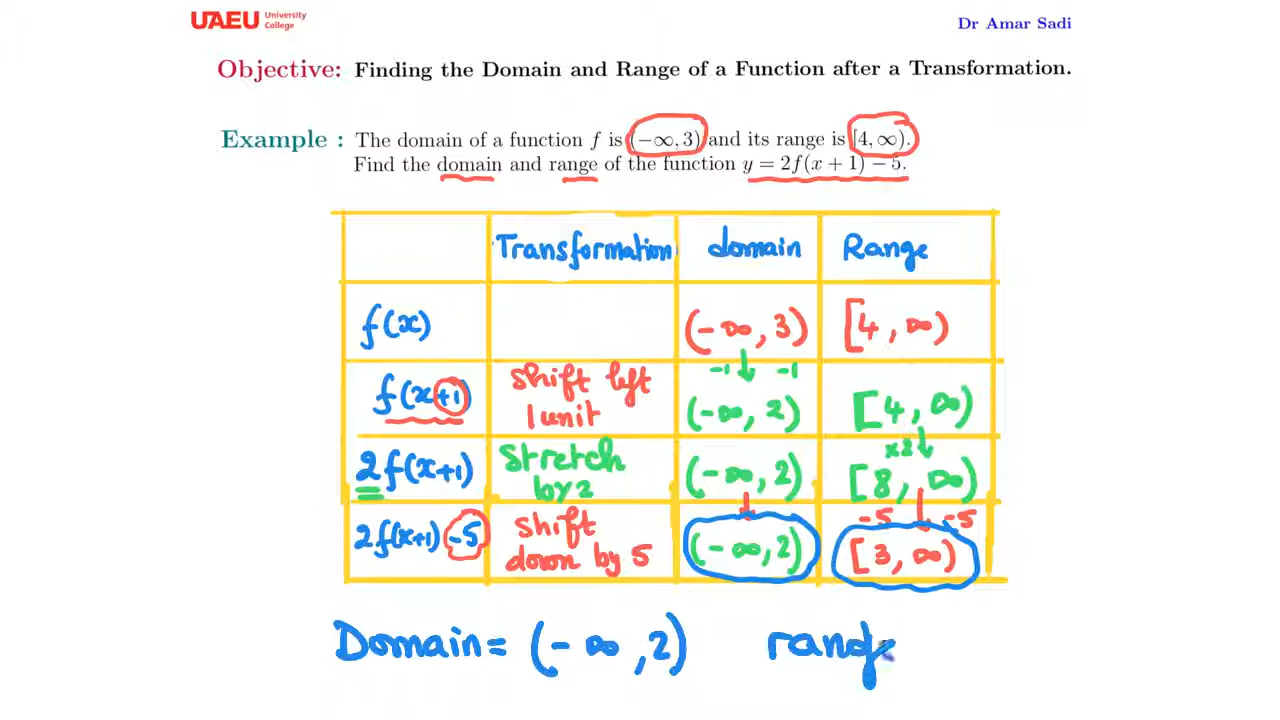 UAEU University College
Dr Amar Sadi
Objective: Finding the Domain and Range of a Function after a Transformation.
Example : The domain of a function f is (−∞, 3) and its range is [4, ∞).
Find the domain and range of the function y = 2f(x + 1) − 5.
Transformation domain Range
f(x) (-∞, 3) [4, ∞)
-1 -1
f(x+1) shift left 1 unit (-∞, 2) [4, ∞)
x2
2f(x+1) stretch by 2 (-∞, 2) [8, ∞)
-5 -5
2f(x+1) -5 shift down by 5 (-∞, 2) [3, ∞)
Domain = (-∞, 2) rang